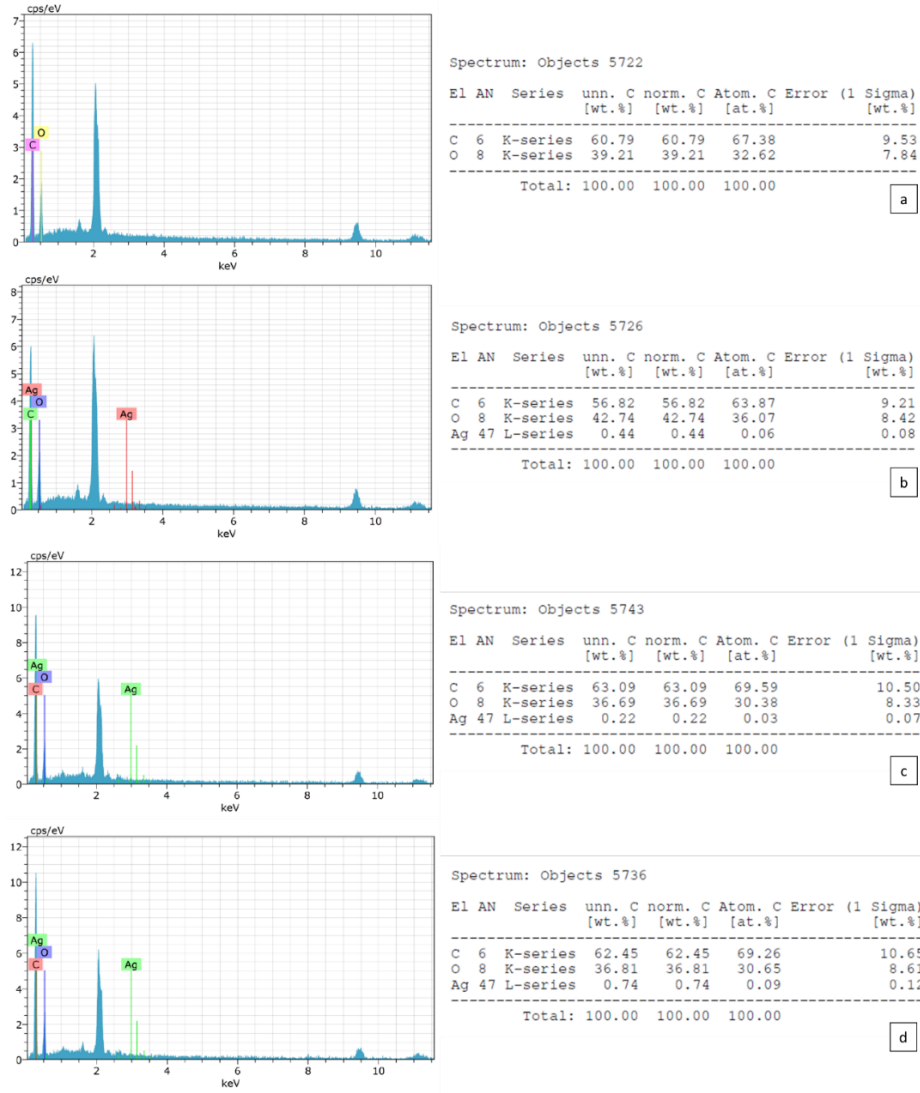 cps/eV
7
6
5
4
3
2
1
0
O
C
2 4 6 8 10
keV
Spectrum: Objects 5722
El AN Series unn. C norm. C Atom. C Error (1 Sigma)
[wt.%] [wt.%] [at.%] [wt.%]
C 6 K-series 60.79 60.79 67.38 9.53
O 8 K-series 39.21 39.21 32.62 7.84
Total: 100.00 100.00 100.00
a
cps/eV
8
7
6
5
4
3
2
1
0
Ag
O
C
Ag
2 4 6 8 10
keV
Spectrum: Objects 5726
El AN Series unn. C norm. C Atom. C Error (1 Sigma)
[wt.%] [wt.%] [at.%] [wt.%]
C 6 K-series 56.82 56.82 63.87 9.21
O 8 K-series 42.74 42.74 36.07 8.42
Ag 47 L-series 0.44 0.44 0.06 0.08
Total: 100.00 100.00 100.00
b
cps/eV
12
10
8
6
4
2
0
Ag
O
C
Ag
2 4 6 8 10
keV
Spectrum: Objects 5743
El AN Series unn. C norm. C Atom. C Error (1 Sigma)
[wt.%] [wt.%] [at.%] [wt.%]
C 6 K-series 63.09 63.09 69.59 10.50
O 8 K-series 36.69 36.69 30.38 8.33
Ag 47 L-series 0.22 0.22 0.03 0.07
Total: 100.00 100.00 100.00
c
cps/eV
12
10
8
6
4
2
0
Ag
O
C
Ag
2 4 6 8 10
keV
Spectrum: Objects 5736
El AN Series unn. C norm. C Atom. C Error (1 Sigma)
[wt.%] [wt.%] [at.%] [wt.%]
C 6 K-series 62.45 62.45 69.26 10.65
O 8 K-series 36.81 36.81 30.65 8.61
Ag 47 L-series 0.74 0.74 0.09 0.12
Total: 100.00 100.00 100.00
d